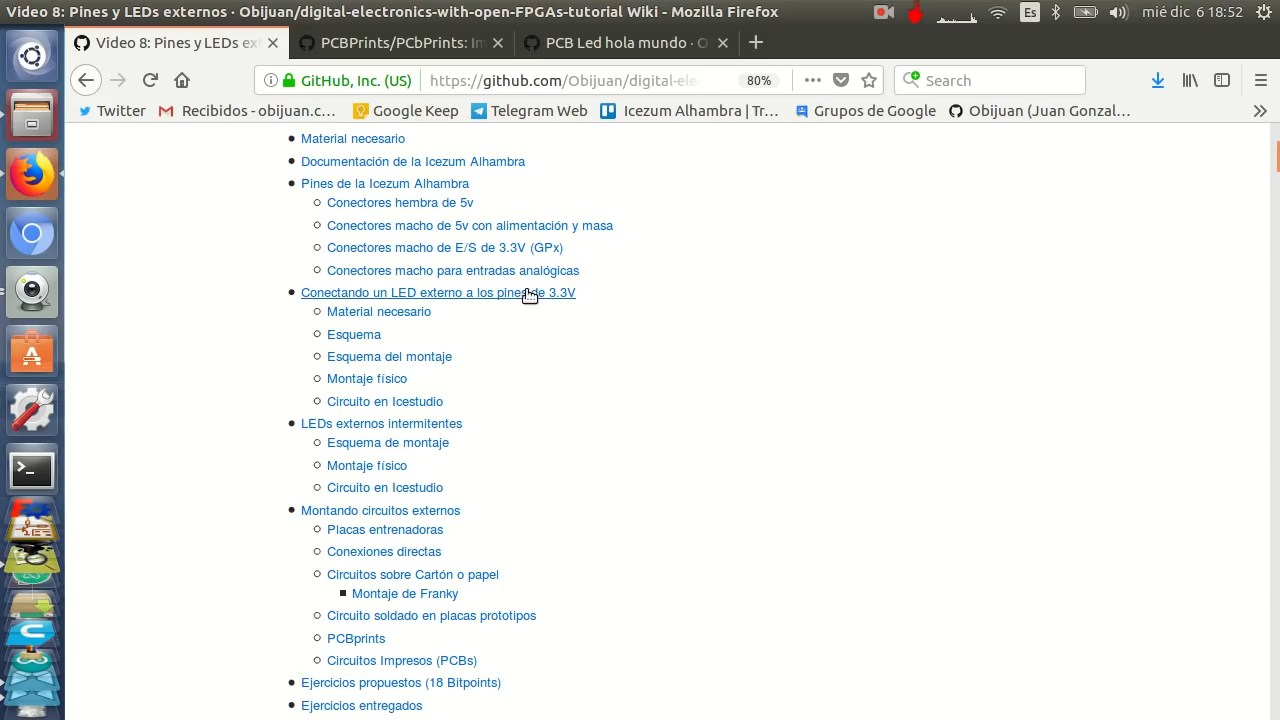 Video 8: Pines y LEDs externos · Obijuan/digital-electronics-with-open-FPGAs-tutorial Wiki - Mozilla Firefox
Es
mié dic 6 18:52
Video 8: Pines y LEDs ext
PCBPrints/PCbPrints: Im
PCB Led hola mundo · O
GitHub, Inc. (US)
https://github.com/Obijuan/digital-ele
80%
Search
Twitter
Recibidos - obijuan.c…
Google Keep
Telegram Web
Icezum Alhambra | Tr…
Grupos de Google
Obijuan (Juan Gonzal…
Material necesario
Documentación de la Icezum Alhambra
Pines de la Icezum Alhambra
Conectores hembra de 5v
Conectores macho de 5v con alimentación y masa
Conectores macho de E/S de 3.3V (GPx)
Conectores macho para entradas analógicas
Conectando un LED externo a los pines de 3.3V
Material necesario
Esquema
Esquema del montaje
Montaje físico
Circuito en Icestudio
LEDs externos intermitentes
Esquema de montaje
Montaje físico
Circuito en Icestudio
Montando circuitos externos
Placas entrenadoras
Conexiones directas
Circuitos sobre Cartón o papel
Montaje de Franky
Circuito soldado en placas prototipos
PCBprints
Circuitos Impresos (PCBs)
Ejercicios propuestos (18 Bitpoints)
Ejercicios entregados